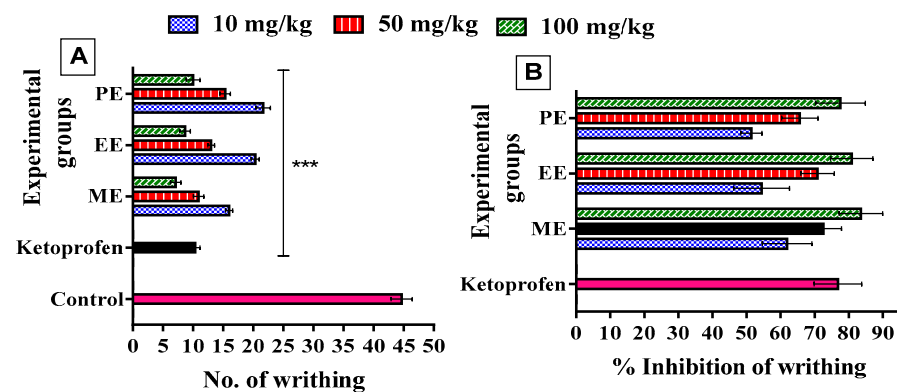 10 mg/kg 50 mg/kg 100 mg/kg
A
Experimental
groups
PE
EE
ME
Ketoprofen
Control
***
0 5 10 15 20 25 30 35 40 45 50
No. of writhing
B
Experimental
groups
PE
EE
ME
Ketoprofen
0 10 20 30 40 50 60 70 80 90
% Inhibition of writhing